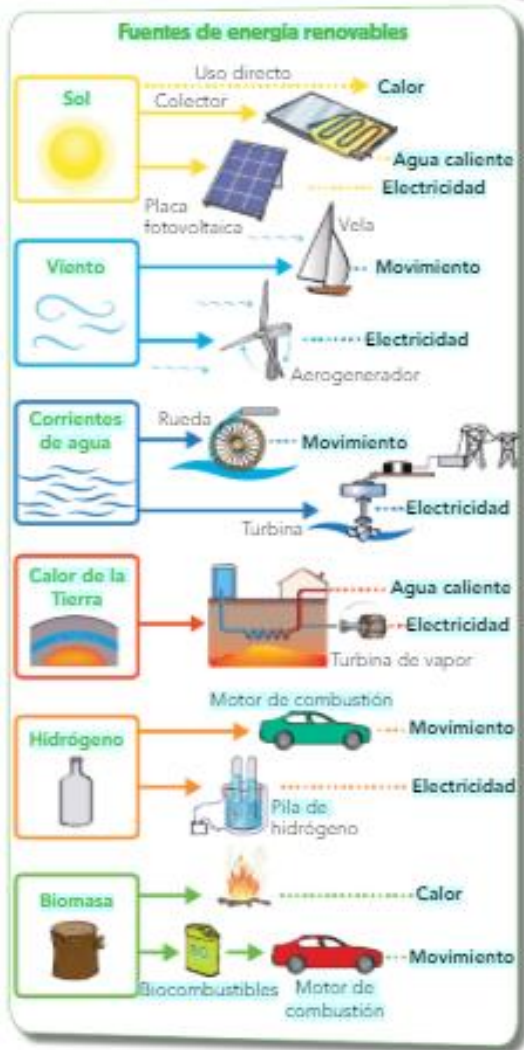 Fuentes de energía renovables
Uso directo
Sol
Calor
Colector
Agua caliente
Electricidad
Placa
fotovoltaica
Vela
Viento
Movimiento
Electricidad
Aerogenerador
Corrientes
de agua
Rueda
Movimiento
Electricidad
Turbina
Calor de la
Tierra
Agua caliente
Electricidad
Turbina de vapor
Motor de combustión
Hidrógeno
Movimiento
Electricidad
Pila de
hidrógeno
Biomasa
Calor
BIO
Movimiento
Biocombustibles
Motor de
combustión